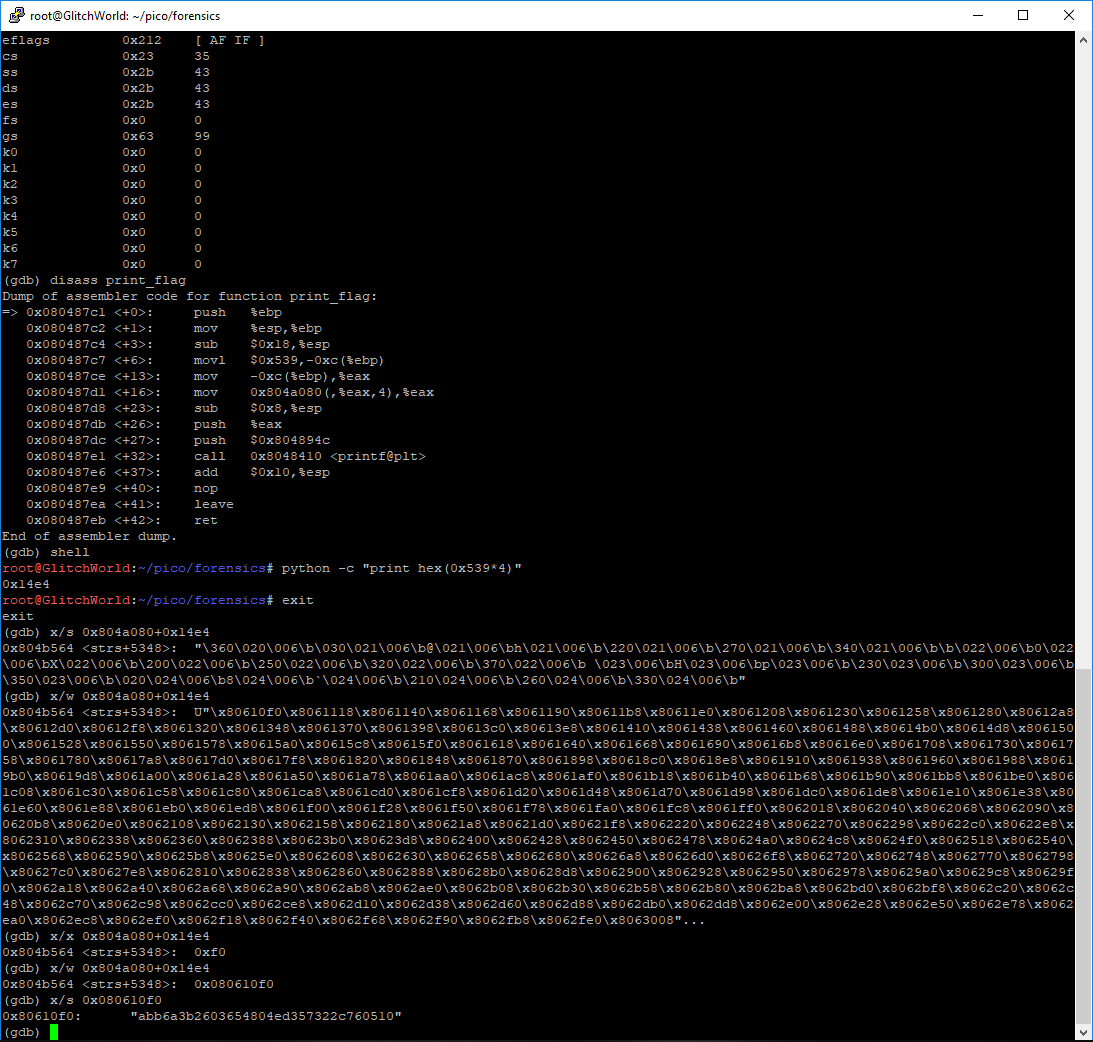 root@GlitchWorld: ~/pico/forensics
eflags 0x212 [ AF IF ]
cs 0x23 35
ss 0x2b 43
ds 0x2b 43
es 0x2b 43
fs 0x0 0
gs 0x63 99
k0 0x0 0
k1 0x0 0
k2 0x0 0
k3 0x0 0
k4 0x0 0
k5 0x0 0
k6 0x0 0
k7 0x0 0
(gdb) disass print_flag
Dump of assembler code for function print_flag:
=> 0x080487c1 <+0>: push %ebp
0x080487c2 <+1>: mov %esp,%ebp
0x080487c4 <+3>: sub $0x18,%esp
0x080487c7 <+6>: movl $0x539,-0xc(%ebp)
0x080487ce <+13>: mov -0xc(%ebp),%eax
0x080487d1 <+16>: mov 0x804a080(,%eax,4),%eax
0x080487d8 <+23>: sub $0x8,%esp
0x080487db <+26>: push %eax
0x080487dc <+27>: push $0x804894c
0x080487e1 <+32>: call 0x8048410 <printf@plt>
0x080487e6 <+37>: add $0x10,%esp
0x080487e9 <+40>: nop
0x080487ea <+41>: leave
0x080487eb <+42>: ret
End of assembler dump.
(gdb) shell
root@GlitchWorld:~/pico/forensics# python -c "print hex(0x539*4)"
0x14e4
root@GlitchWorld:~/pico/forensics# exit
exit
(gdb) x/s 0x804a080+0x14e4
0x804b564 <strs+5348>: "\360\020\006\b\030\021\006\b@\021\006\bh\021\006\b\220\021\006\b\270\021\006\b\340\021\006\b\b\022\006\b0\022
\006\bX\022\006\b\200\022\006\b\250\022\006\b\320\022\006\b\370\022\006\b \023\006\bH\023\006\bp\023\006\b\230\023\006\b\300\023\006\b
\350\023\006\b\020\024\006\b8\024\006\b`\024\006\b\210\024\006\b\260\024\006\b\330\024\006\b"
(gdb) x/w 0x804a080+0x14e4
0x804b564 <strs+5348>: U"\x80610f0\x8061118\x8061140\x8061168\x8061190\x80611b8\x80611e0\x8061208\x8061230\x8061258\x8061280\x80612a8
\x80612d0\x80612f8\x8061320\x8061348\x8061370\x8061398\x80613c0\x80613e8\x8061410\x8061438\x8061460\x8061488\x80614b0\x80614d8\x806150
0\x8061528\x8061550\x8061578\x80615a0\x80615c8\x80615f0\x8061618\x8061640\x8061668\x8061690\x80616b8\x80616e0\x8061708\x8061730\x80617
58\x8061780\x80617a8\x80617d0\x80617f8\x8061820\x8061848\x8061870\x8061898\x80618c0\x80618e8\x8061910\x8061938\x8061960\x8061988\x8061
9b0\x80619d8\x8061a00\x8061a28\x8061a50\x8061a78\x8061aa0\x8061ac8\x8061af0\x8061b18\x8061b40\x8061b68\x8061b90\x8061bb8\x8061be0\x806
1c08\x8061c30\x8061c58\x8061c80\x8061ca8\x8061cd0\x8061cf8\x8061d20\x8061d48\x8061d70\x8061d98\x8061dc0\x8061de8\x8061e10\x8061e38\x80
61e60\x8061e88\x8061eb0\x8061ed8\x8061f00\x8061f28\x8061f50\x8061f78\x8061fa0\x8061fc8\x8061ff0\x8062018\x8062040\x8062068\x8062090\x8
0620b8\x80620e0\x8062108\x8062130\x8062158\x8062180\x80621a8\x80621d0\x80621f8\x8062220\x8062248\x8062270\x8062298\x80622c0\x80622e8\x
8062310\x8062338\x8062360\x8062388\x80623b0\x80623d8\x8062400\x8062428\x8062450\x8062478\x80624a0\x80624c8\x80624f0\x8062518\x8062540\
x8062568\x8062590\x80625b8\x80625e0\x8062608\x8062630\x8062658\x8062680\x80626a8\x80626d0\x80626f8\x8062720\x8062748\x8062770\x8062798
\x80627c0\x80627e8\x8062810\x8062838\x8062860\x8062888\x80628b0\x80628d8\x8062900\x8062928\x8062950\x8062978\x80629a0\x80629c8\x80629f
0\x8062a18\x8062a40\x8062a68\x8062a90\x8062ab8\x8062ae0\x8062b08\x8062b30\x8062b58\x8062b80\x8062ba8\x8062bd0\x8062bf8\x8062c20\x8062c
48\x8062c70\x8062c98\x8062cc0\x8062ce8\x8062d10\x8062d38\x8062d60\x8062d88\x8062db0\x8062dd8\x8062e00\x8062e28\x8062e50\x8062e78\x8062
ea0\x8062ec8\x8062ef0\x8062f18\x8062f40\x8062f68\x8062f90\x8062fb8\x8062fe0\x8063008"...
(gdb) x/x 0x804a080+0x14e4
0x804b564 <strs+5348>: 0xf0
(gdb) x/w 0x804a080+0x14e4
0x804b564 <strs+5348>: 0x080610f0
(gdb) x/s 0x080610f0
0x80610f0: "abb6a3b2603654804ed357322c760510"
(gdb)